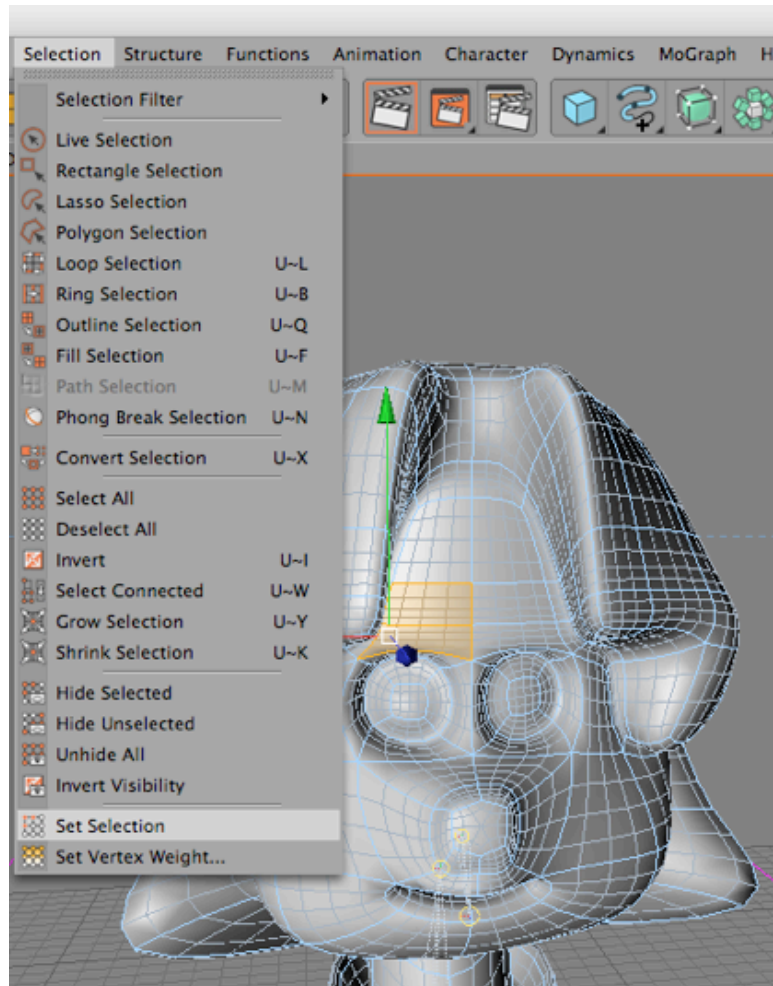 Selection Structure Functions Animation Character Dynamics MoGraph H
Selection Filter
Live Selection
Rectangle Selection
Lasso Selection
Polygon Selection
Loop Selection U~L
Ring Selection U~B
Outline Selection U~Q
Fill Selection U~F
Path Selection U~M
Phong Break Selection U~N
Convert Selection U~X
Select All
Deselect All
Invert U~I
Select Connected U~W
Grow Selection U~Y
Shrink Selection U~K
Hide Selected
Hide Unselected
Unhide All
Invert Visibility
Set Selection
Set Vertex Weight...